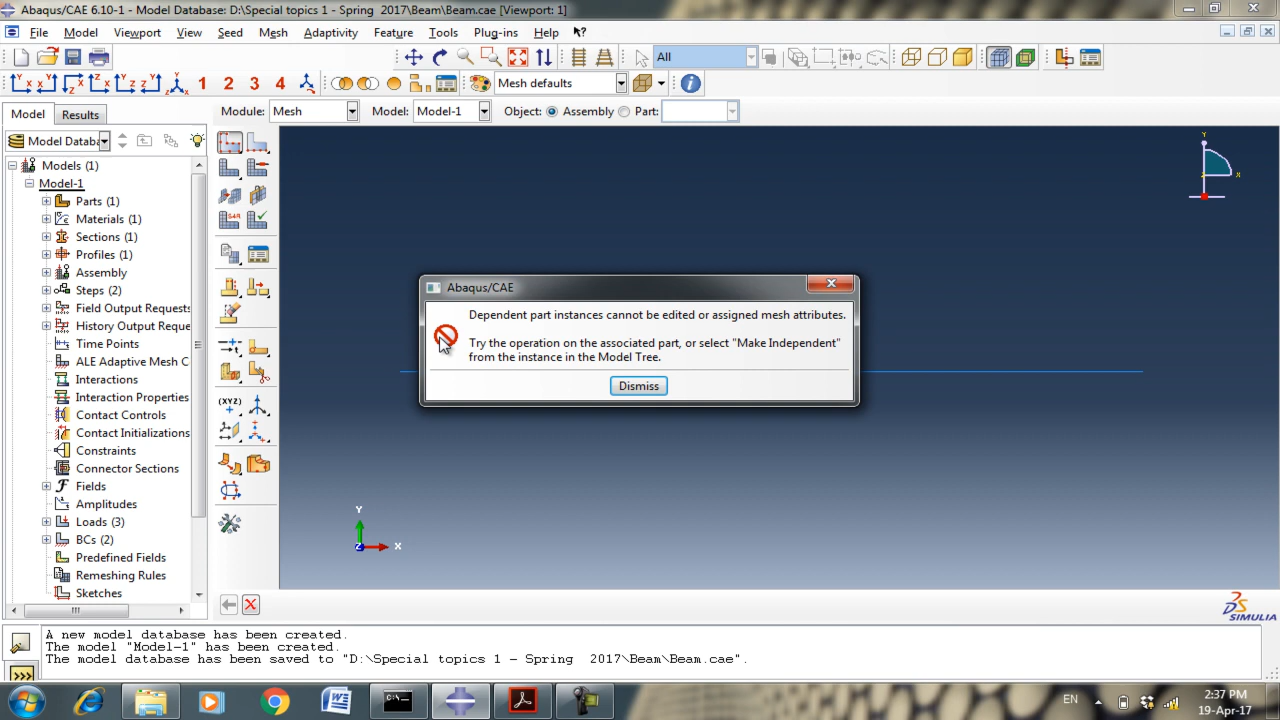 Abaqus/CAE 6.10-1 - Model Database: D:\Special topics 1 - Spring  2017\Beam\Beam.cae [Viewport: 1]
File Model Viewport View Seed Mesh Adaptivity Feature Tools Plug-ins Help
All
1 2 3 4
Mesh defaults
Model Results
Module: Mesh Model: Model-1 Object: Assembly Part:
Model Databa
Models (1)
Model-1
Parts (1)
Materials (1)
Sections (1)
Profiles (1)
Assembly
Steps (2)
Field Output Requests
History Output Reque
Time Points
ALE Adaptive Mesh C
Interactions
Interaction Properties
Contact Controls
Contact Initializations
Constraints
Connector Sections
Fields
Amplitudes
Loads (3)
BCs (2)
Predefined Fields
Remeshing Rules
Sketches
(XYZ)
Y
X
Abaqus/CAE
Dependent part instances cannot be edited or assigned mesh attributes.
Try the operation on the associated part, or select "Make Independent"
from the instance in the Model Tree.
Dismiss
Y
Z
X
SIMULIA
A new model database has been created.
The model "Model-1" has been created.
The model database has been saved to "D:\Special topics 1 - Spring  2017\Beam\Beam.cae".
>>>
EN
2:37 PM
19-Apr-17